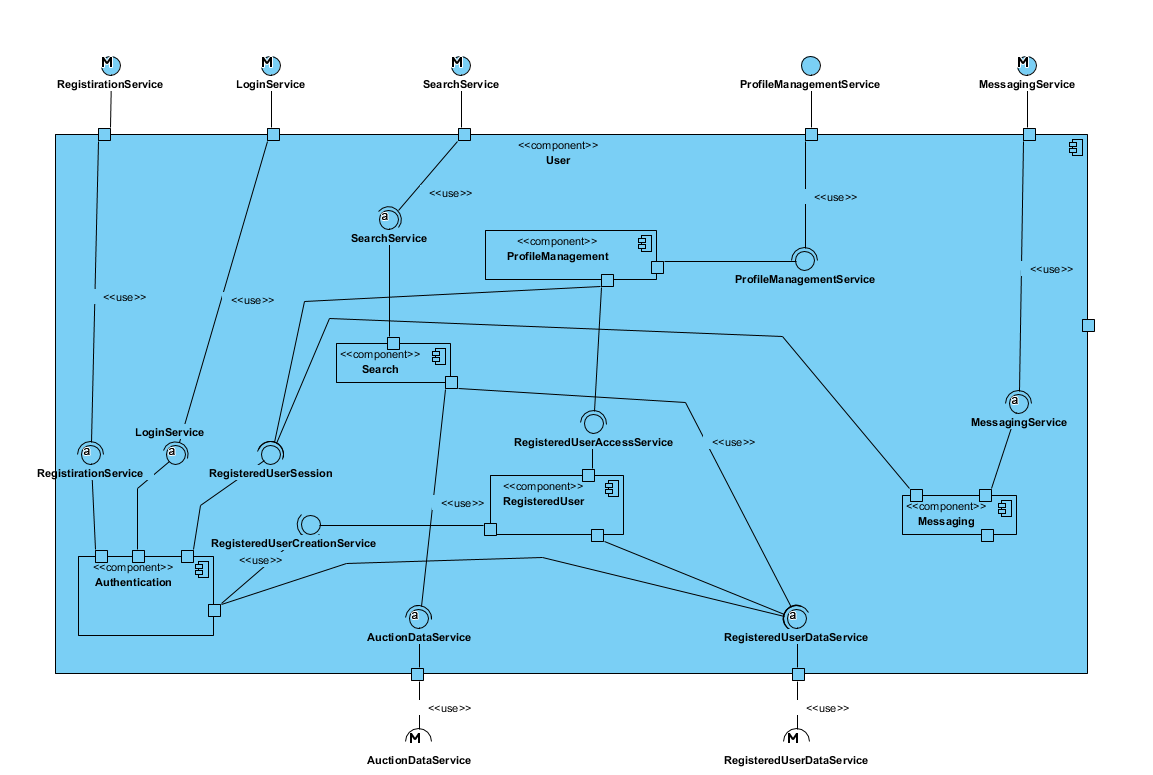 M
M
M
M
RegistirationService
LoginService
SearchService
ProfileManagementService
MessagingService
<<component>>
User
<<use>>
<<use>>
a
SearchService
<<component>>
ProfileManagement
ProfileManagementService
<<use>>
<<use>>
<<use>>
<<component>>
Search
a
MessagingService
LoginService
RegisteredUserAccessService
<<use>>
a
a
RegistirationService
RegisteredUserSession
<<component>>
RegisteredUser
<<use>>
<<component>>
Messaging
RegisteredUserCreationService
<<use>>
<<component>>
Authentication
a
AuctionDataService
a
RegisteredUserDataService
<<use>>
<<use>>
M
M
AuctionDataService
RegisteredUserDataService